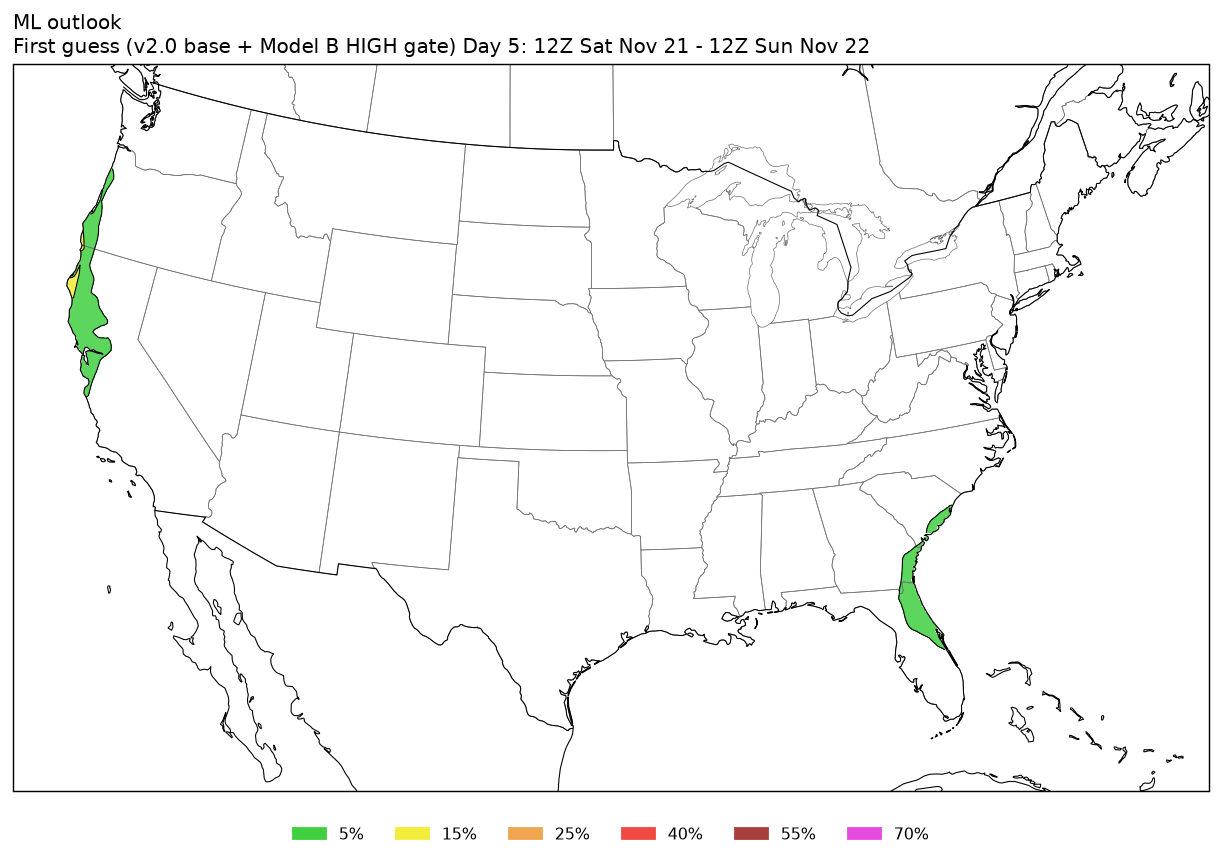 ML outlook
First guess (v2.0 base + Model B HIGH gate) Day 5: 12Z Sat Nov 21 - 12Z Sun Nov 22
5% 15% 25% 40% 55% 70%